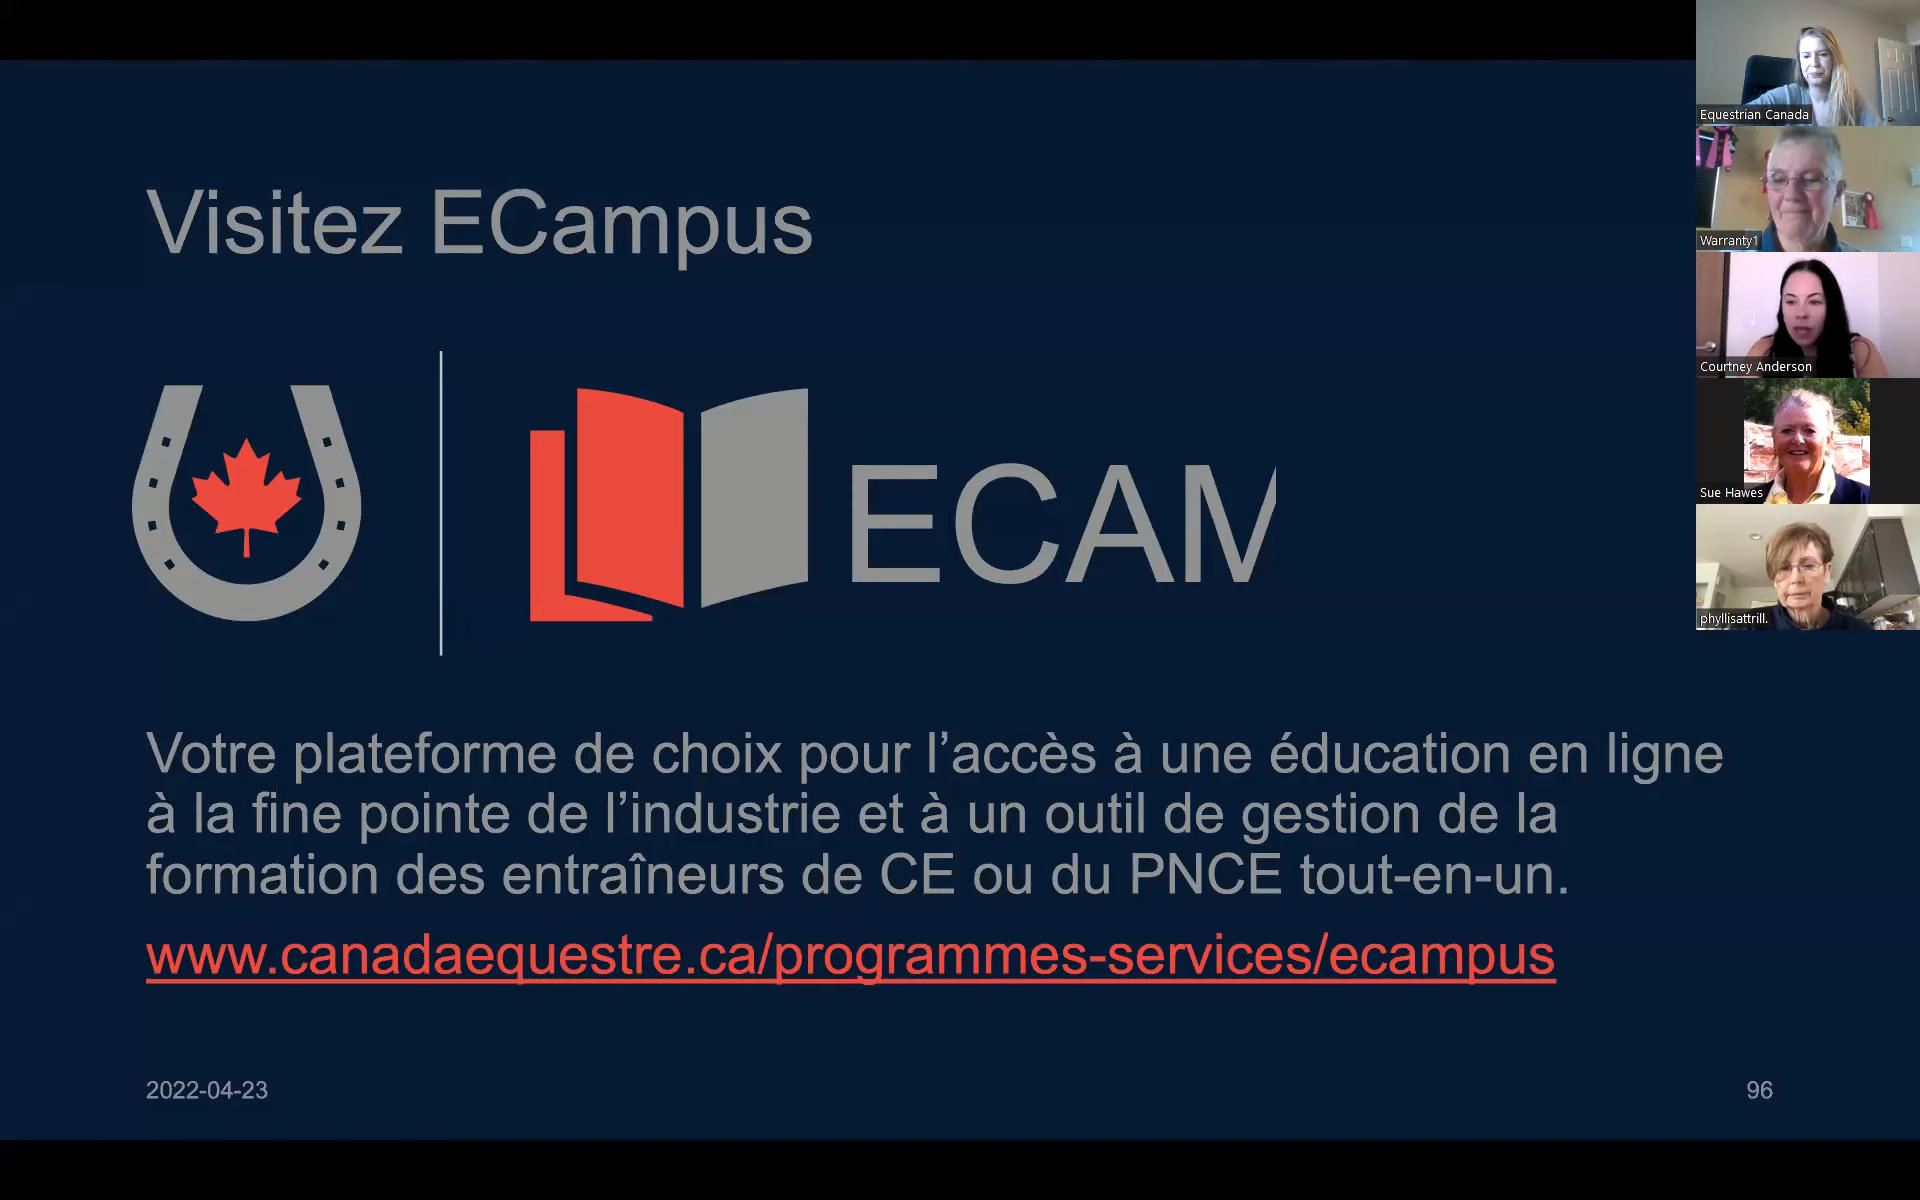 Visitez ECampus
ECAM
Votre plateforme de choix pour l’accès à une éducation en ligne
à la fine pointe de l’industrie et à un outil de gestion de la
formation des entraîneurs de CE ou du PNCE tout-en-un.
www.canadaequestre.ca/programmes-services/ecampus
2022-04-23
96
Equestrian Canada
Warranty1
Courtney Anderson
Sue Hawes
phyllisattrill.